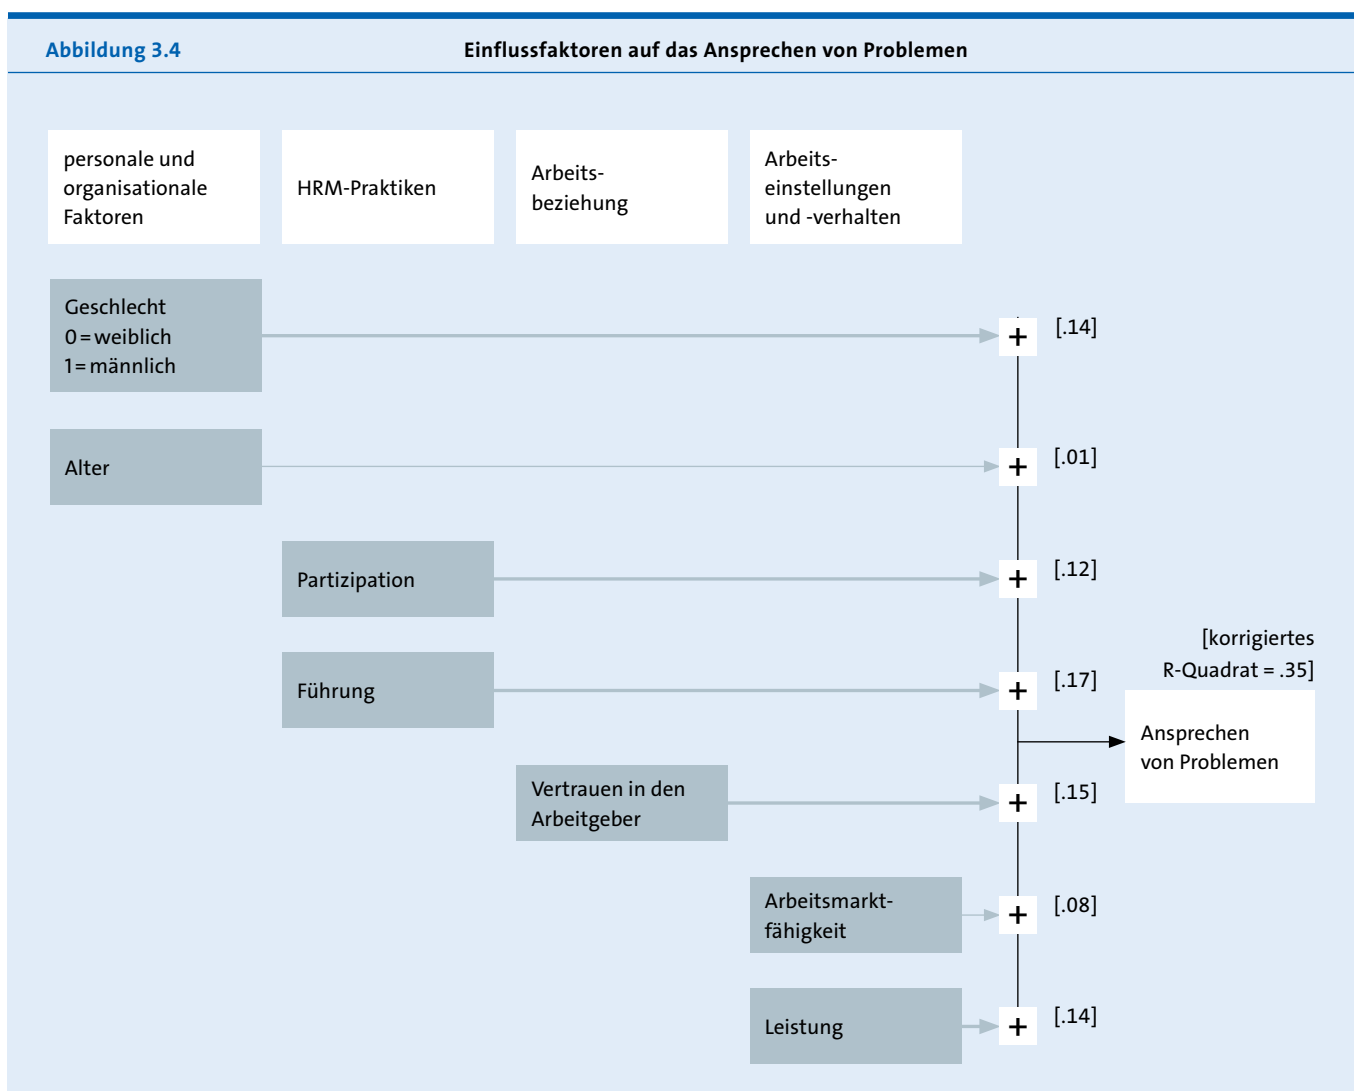 Abbildung 3.4
Einflussfaktoren auf das Ansprechen von Problemen
personale und
organisationale
Faktoren
HRM-Praktiken
Arbeits-
beziehung
Arbeits-
einstellungen
und -verhalten
Geschlecht
0=weiblich
1=männlich
+
[.14]
Alter
+
[.01]
Partizipation
+
[.12]
Führung
+
[.17]
[korrigiertes
R-Quadrat = .35]
Ansprechen
von Problemen
Vertrauen in den
Arbeitgeber
+
[.15]
Arbeitsmarkt-
fähigkeit
+
[.08]
Leistung
+
[.14]